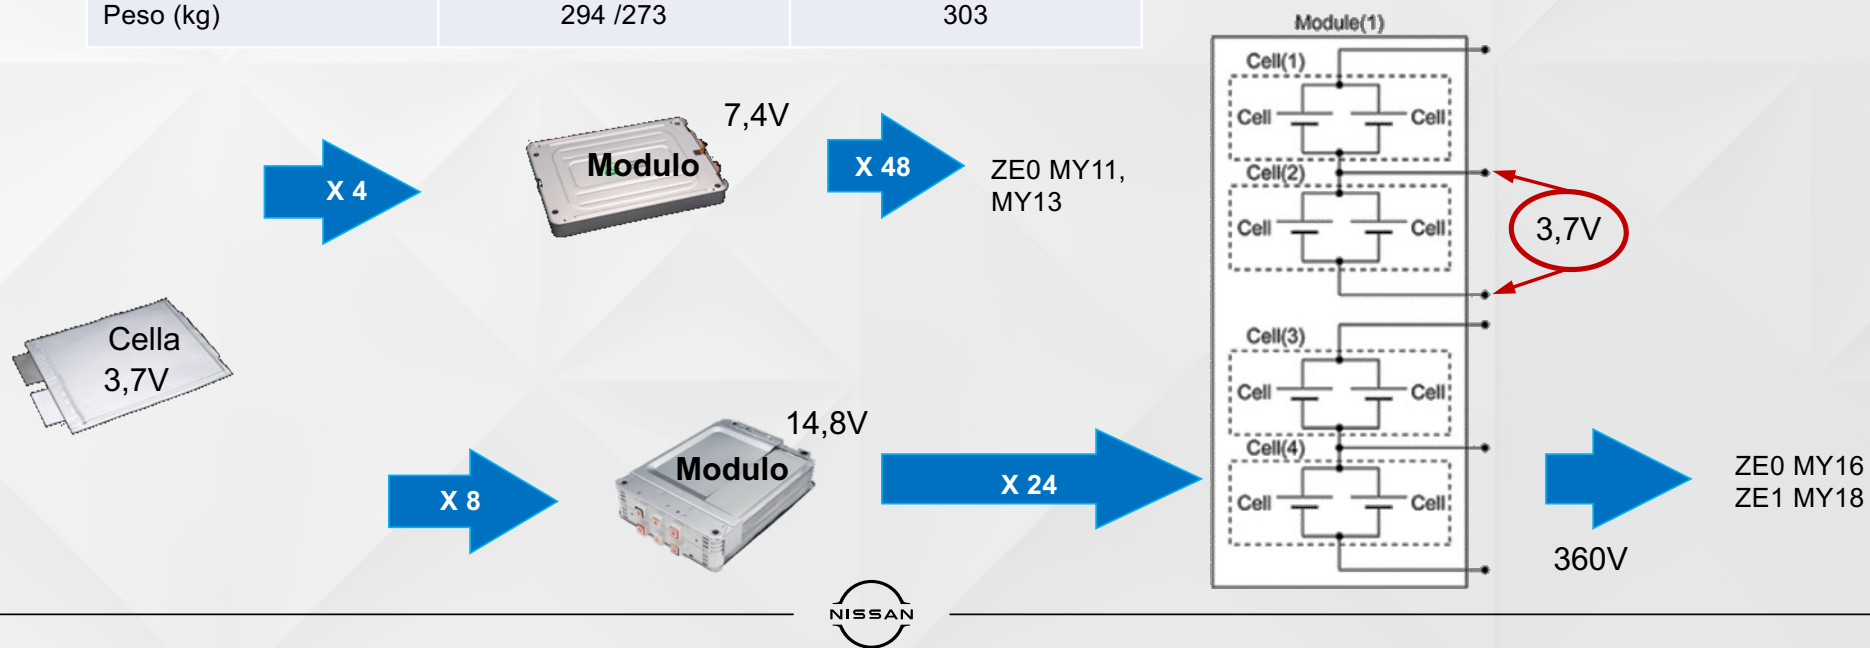 Peso (kg) 294 /273 303
Module(1)
Cell(1)
Cell Cell
Cell(2)
Cell Cell
3,7V
Cell(3)
Cell Cell
Cell(4)
Cell Cell
7,4V
X 4
Modulo
X 48
ZE0 MY11,
MY13
Cella
3,7V
14,8V
X 8
Modulo
X 24
ZE0 MY16
ZE1 MY18
360V
NISSAN